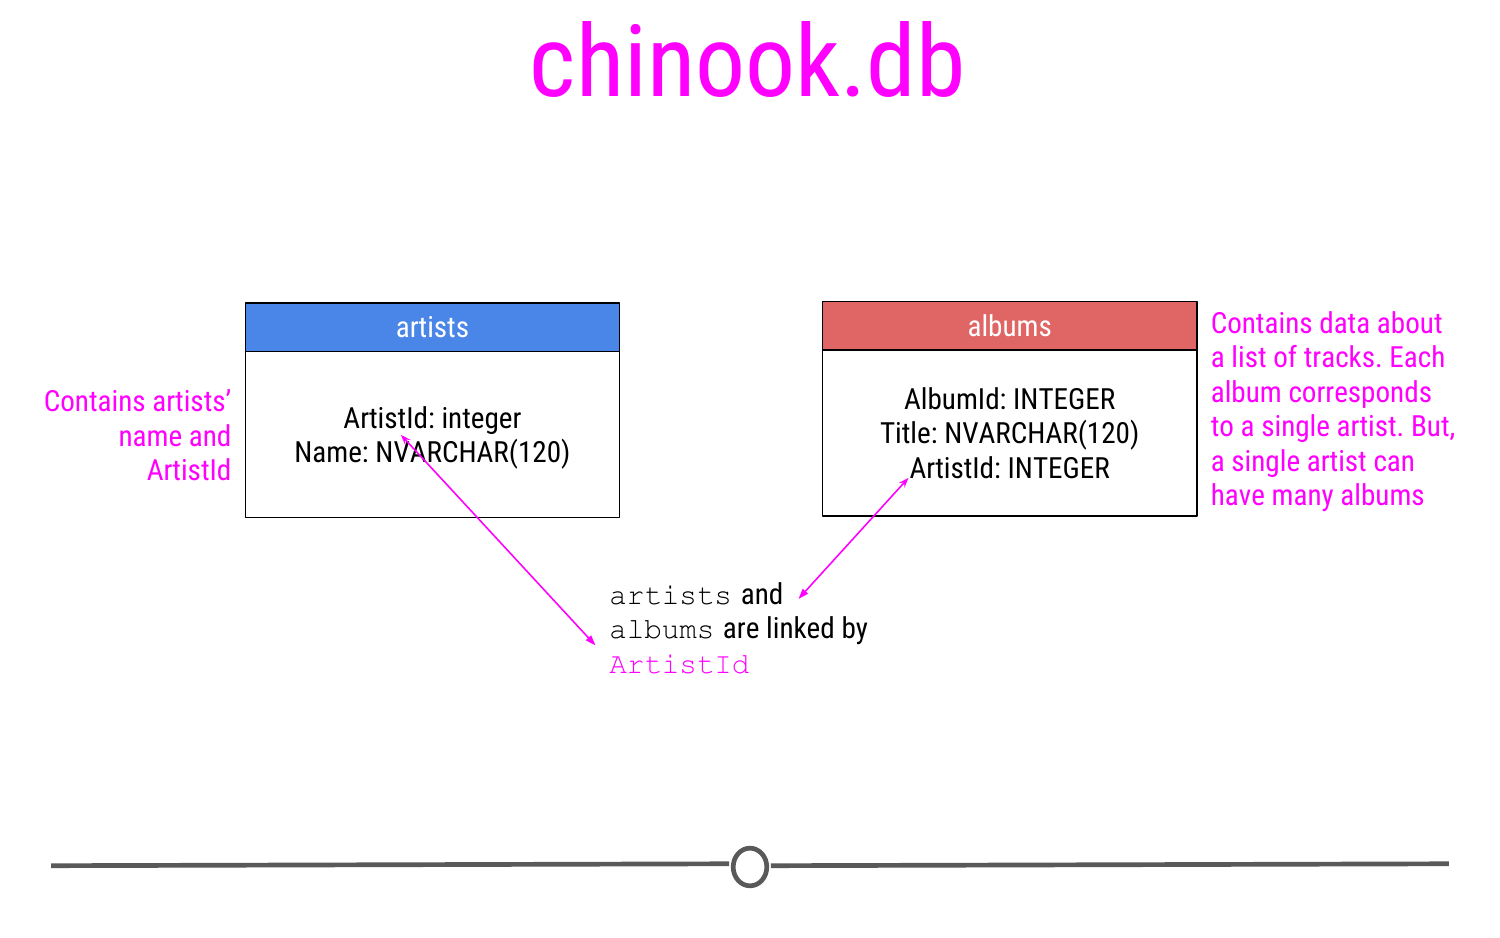 chinook.db
artists
ArtistId: integer
Name: NVARCHAR(120)
Contains artists’
name and
ArtistId
albums
AlbumId: INTEGER
Title: NVARCHAR(120)
ArtistId: INTEGER
Contains data about
a list of tracks. Each
album corresponds
to a single artist. But,
a single artist can
have many albums
artists and
albums are linked by
ArtistId